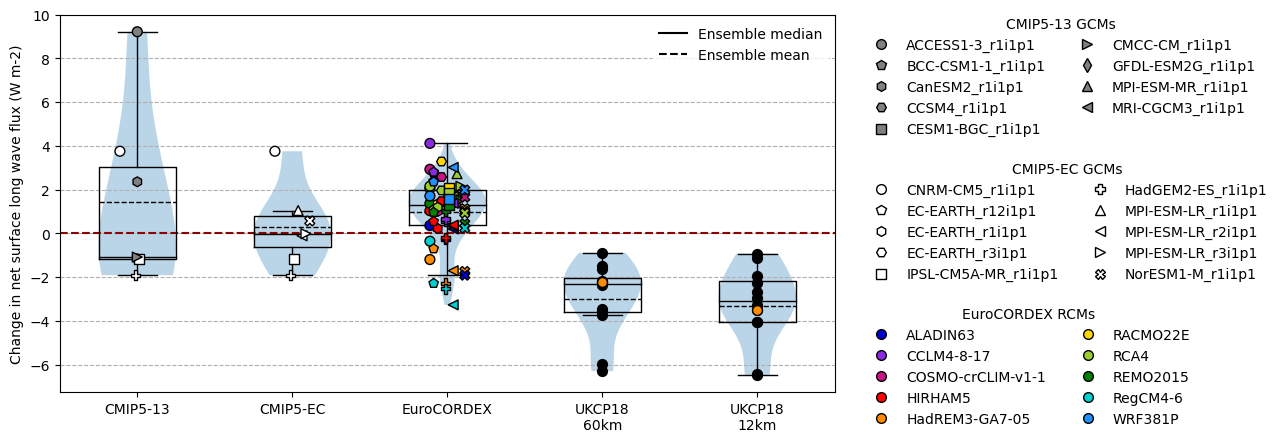 Change in net surface long wave flux (W m-2)
10
8
6
4
2
0
−2
−4
−6
CMIP5-13
CMIP5-EC
EuroCORDEX
UKCP18
60km
UKCP18
12km
Ensemble median
Ensemble mean
CMIP5-13 GCMs
ACCESS1-3_r1i1p1
BCC-CSM1-1_r1i1p1
CanESM2_r1i1p1
CCSM4_r1i1p1
CESM1-BGC_r1i1p1
CMCC-CM_r1i1p1
GFDL-ESM2G_r1i1p1
MPI-ESM-MR_r1i1p1
MRI-CGCM3_r1i1p1
CMIP5-EC GCMs
CNRM-CM5_r1i1p1
EC-EARTH_r12i1p1
EC-EARTH_r1i1p1
EC-EARTH_r3i1p1
IPSL-CM5A-MR_r1i1p1
HadGEM2-ES_r1i1p1
MPI-ESM-LR_r1i1p1
MPI-ESM-LR_r2i1p1
MPI-ESM-LR_r3i1p1
NorESM1-M_r1i1p1
EuroCORDEX RCMs
ALADIN63
CCLM4-8-17
COSMO-crCLIM-v1-1
HIRHAM5
HadREM3-GA7-05
RACMO22E
RCA4
REMO2015
RegCM4-6
WRF381P